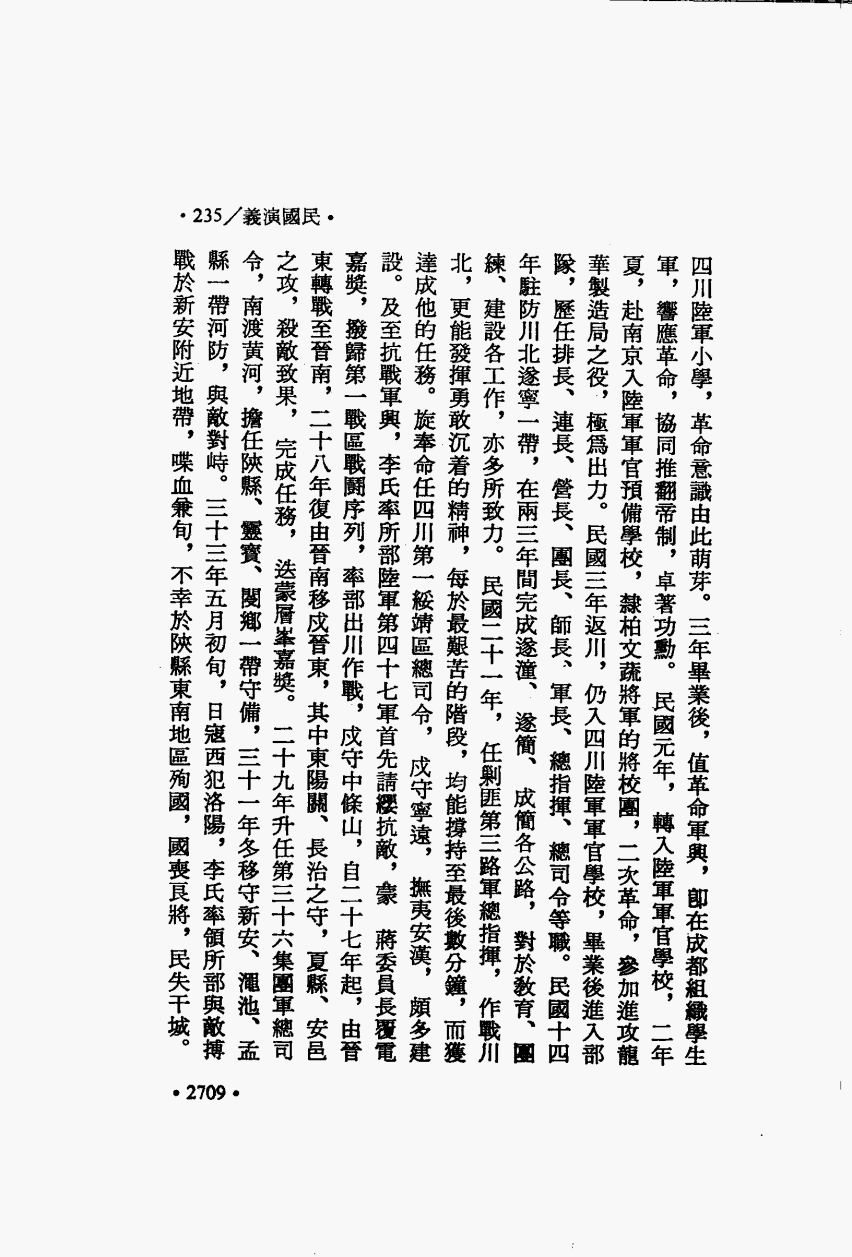 •民國演義/235•
四川陸軍小學，革命意識由此萌芽。三年畢業後，值革命軍興，卽在成都組織學生
軍，響應革命，協同推翻帝制，卓著功勳。民國元年，轉入陸軍軍官學校，二年
夏，赴南京入陸軍軍官預備學校，隸柏文蔬將軍的將校團，二次革命，參加進攻龍
華製造局之役，極爲出力。民國三年返川，仍入四川陸軍軍官學校，畢業後進入部
隊，歷任排長、連長、營長、團長、師長、軍長、總指揮、總司令等職。民國十四
年駐防川北遂寧一帶，在兩三年間完成遂潼、遂簡、成簡各公路，對於敎育、團
練、建設各工作，亦多所致力。民國二十一年，任剿匪第三路軍總指揮，作戰川
北，更能發揮勇敢沉着的精神，每於最艱苦的階段，均能撐持至最後數分鐘，而獲
達成他的任務。旋奉命任四川第一綏靖區總司令，戍守寧遠，撫夷安漢，頗多建
設。及至抗戰軍興，李氏率所部陸軍第四十七軍首先請纓抗敵，蒙　蔣委員長覆電
嘉獎，撥歸第一戰區戰鬪序列，率部出川作戰，戍守中條山，自二十七年起，由晉
東轉戰至晉南，二十八年復由晉南移戍晉東，其中東陽關、長治之守，夏縣、安邑
之攻，殺敵致果，完成任務，迭蒙層峯嘉獎。二十九年升任第三十六集團軍總司
令，南渡黃河，擔任陝縣、靈寶、閿鄉一帶守備，三十一年冬移守新安、澠池、孟
縣一帶河防，與敵對峙。三十三年五月初旬，日寇西犯洛陽，李氏率領所部與敵搏
戰於新安附近地帶，喋血兼旬，不幸於陝縣東南地區殉國，國喪良將，民失干城。
•2709•